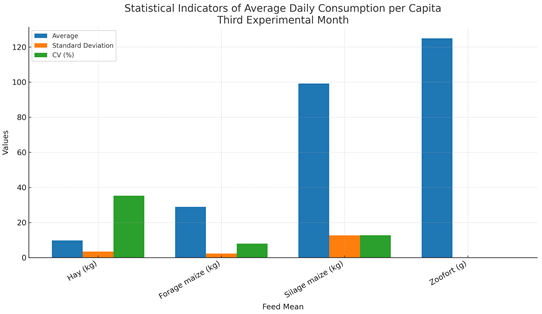 Statistical Indicators of Average Daily Consumption per Capita
Third Experimental Month
Average
Standard Deviation
CV (%)
120
100
80
60
40
20
0
Values
Hay (kg)
Forage maize (kg)
Silage maize (kg)
Zoofort (g)
Feed Mean